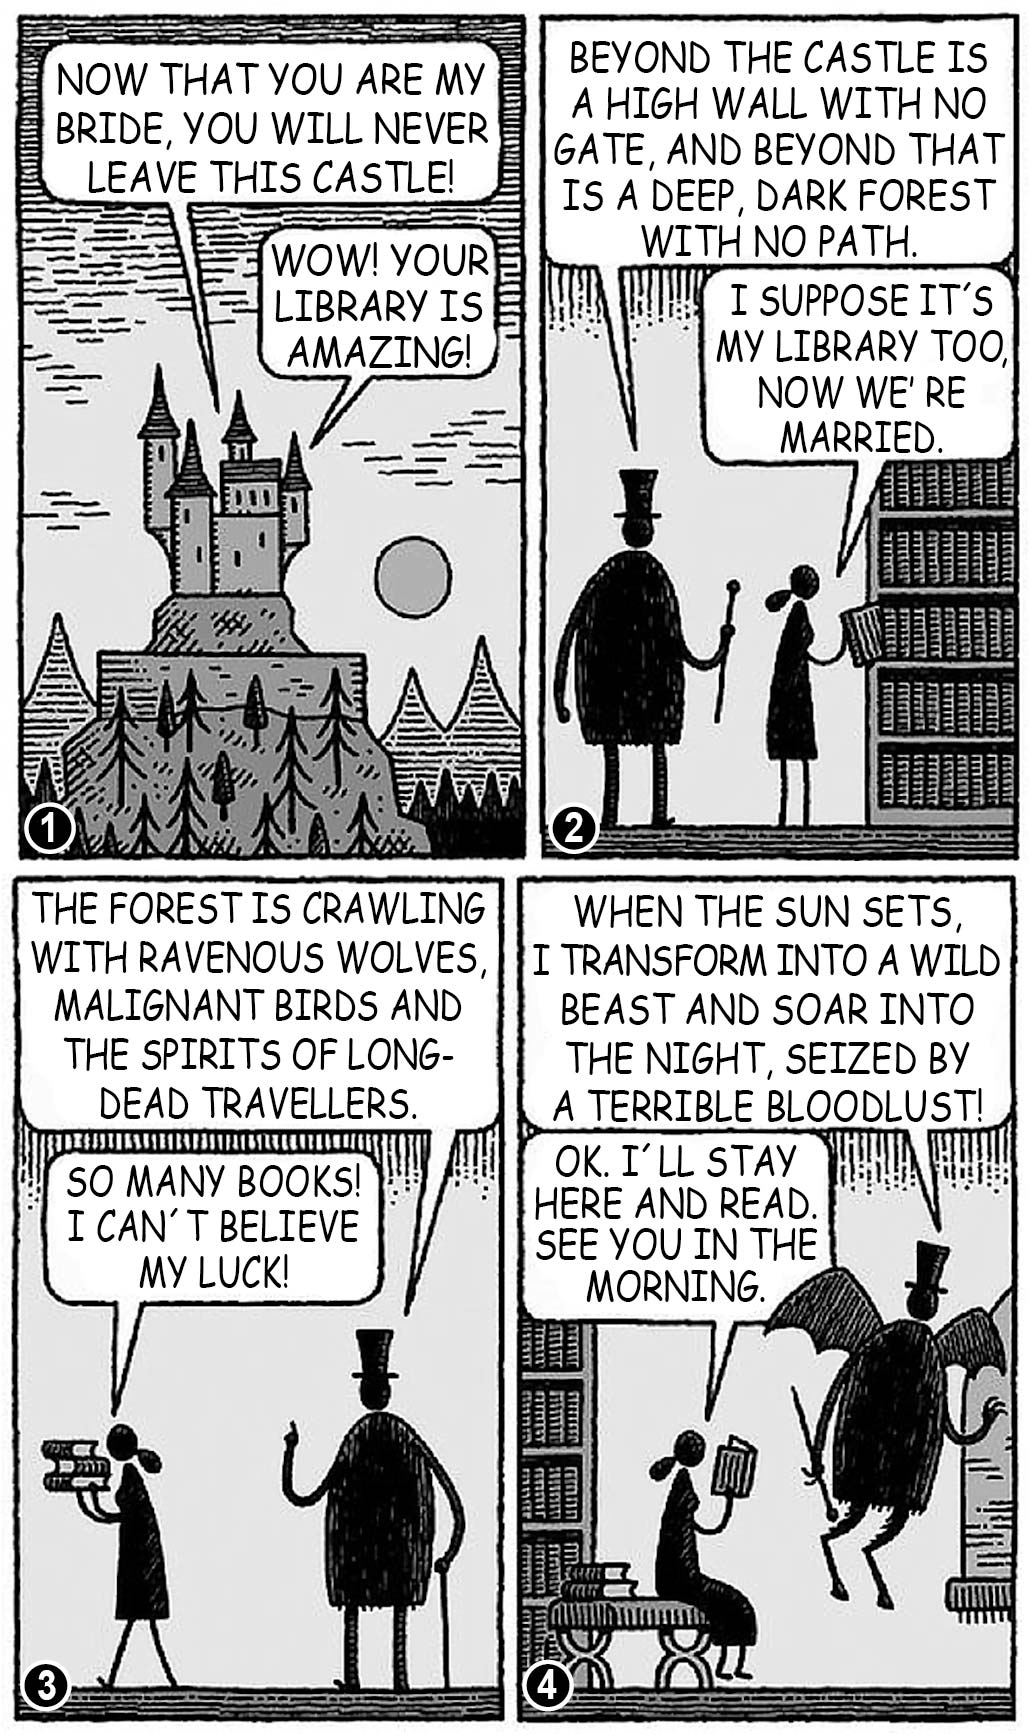 NOW THAT YOU ARE MY
BRIDE, YOU WILL NEVER
LEAVE THIS CASTLE!
WOW! YOUR
LIBRARY IS
AMAZING!
1
BEYOND THE CASTLE IS
A HIGH WALL WITH NO
GATE, AND BEYOND THAT
IS A DEEP, DARK FOREST
WITH NO PATH.
I SUPPOSE IT´S
MY LIBRARY TOO,
NOW WE' RE
MARRIED.
2
THE FOREST IS CRAWLING
WITH RAVENOUS WOLVES,
MALIGNANT BIRDS AND
THE SPIRITS OF LONG-
DEAD TRAVELLERS.
SO MANY BOOKS!
I CAN´T BELIEVE
MY LUCK!
3
WHEN THE SUN SETS,
I TRANSFORM INTO A WILD
BEAST AND SOAR INTO
THE NIGHT, SEIZED BY
A TERRIBLE BLOODLUST!
OK. I´LL STAY
HERE AND READ.
SEE YOU IN THE
MORNING.
4